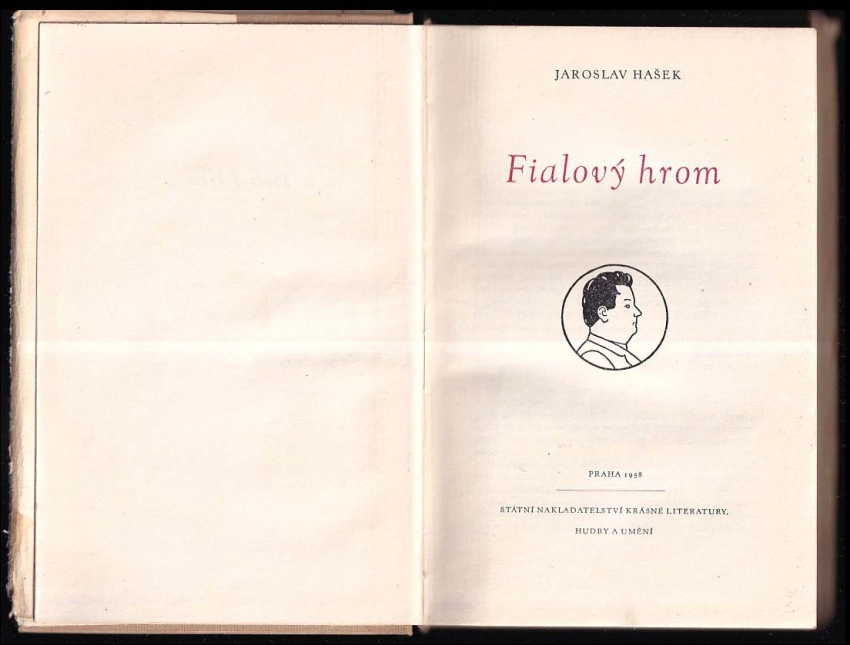 JAROSLAV HAŠEK
Fialový hrom
PRAHA 1958
STÁTNÍ NAKLADATELSTVÍ KRÁSNÉ LITERATURY,
HUDBY A UMĚNÍ